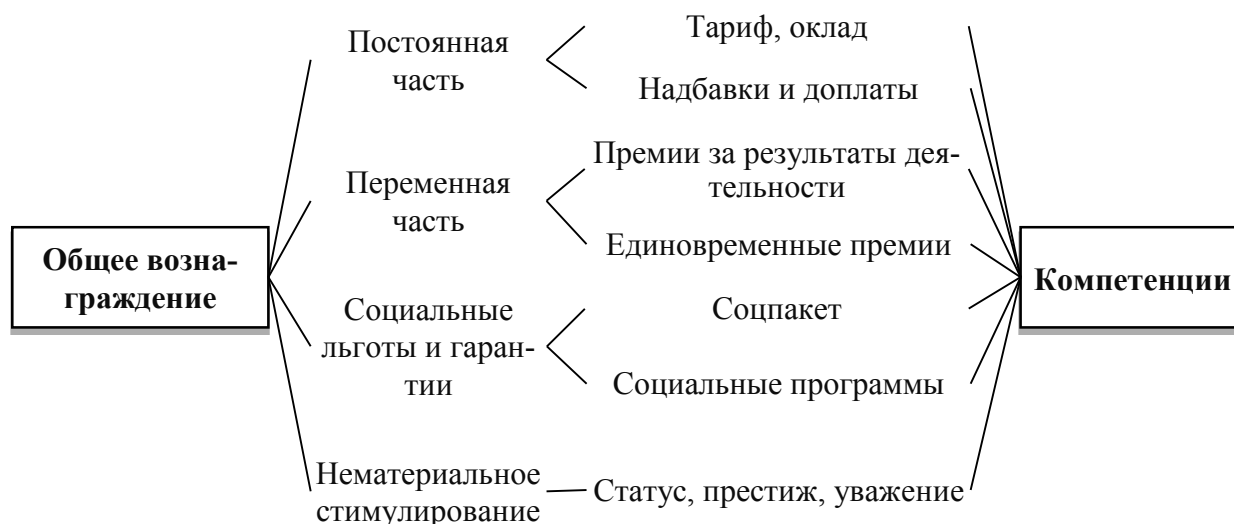 Общее возна-
граждение
Постоянная
часть
Переменная
часть
Социальные
льготы и гаран-
тии
Нематериальное
стимулирование
Тариф, оклад
Надбавки и доплаты
Премии за результаты дея-
тельности
Единовременные премии
Соцпакет
Социальные программы
Статус, престиж, уважение
Компетенции